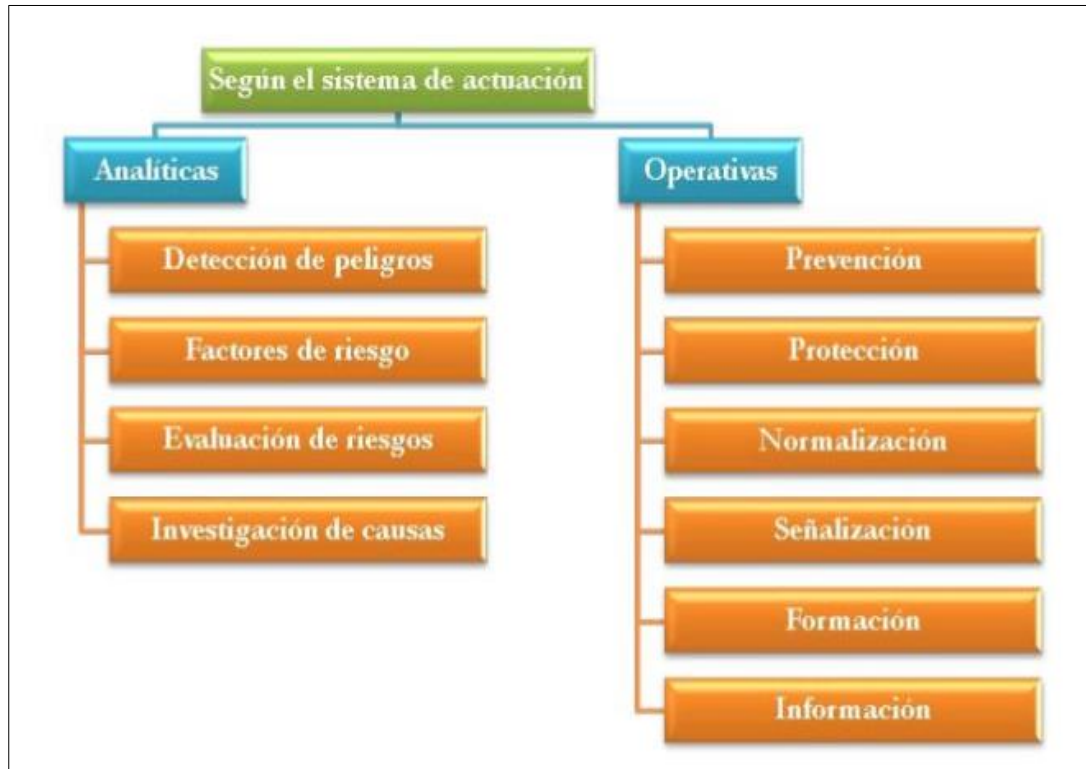 Según el sistema de actuación
Analíticas
Detección de peligros
Factores de riesgo
Evaluación de riesgos
Investigación de causas
Operativas
Prevención
Protección
Normalización
Señalización
Formación
Información